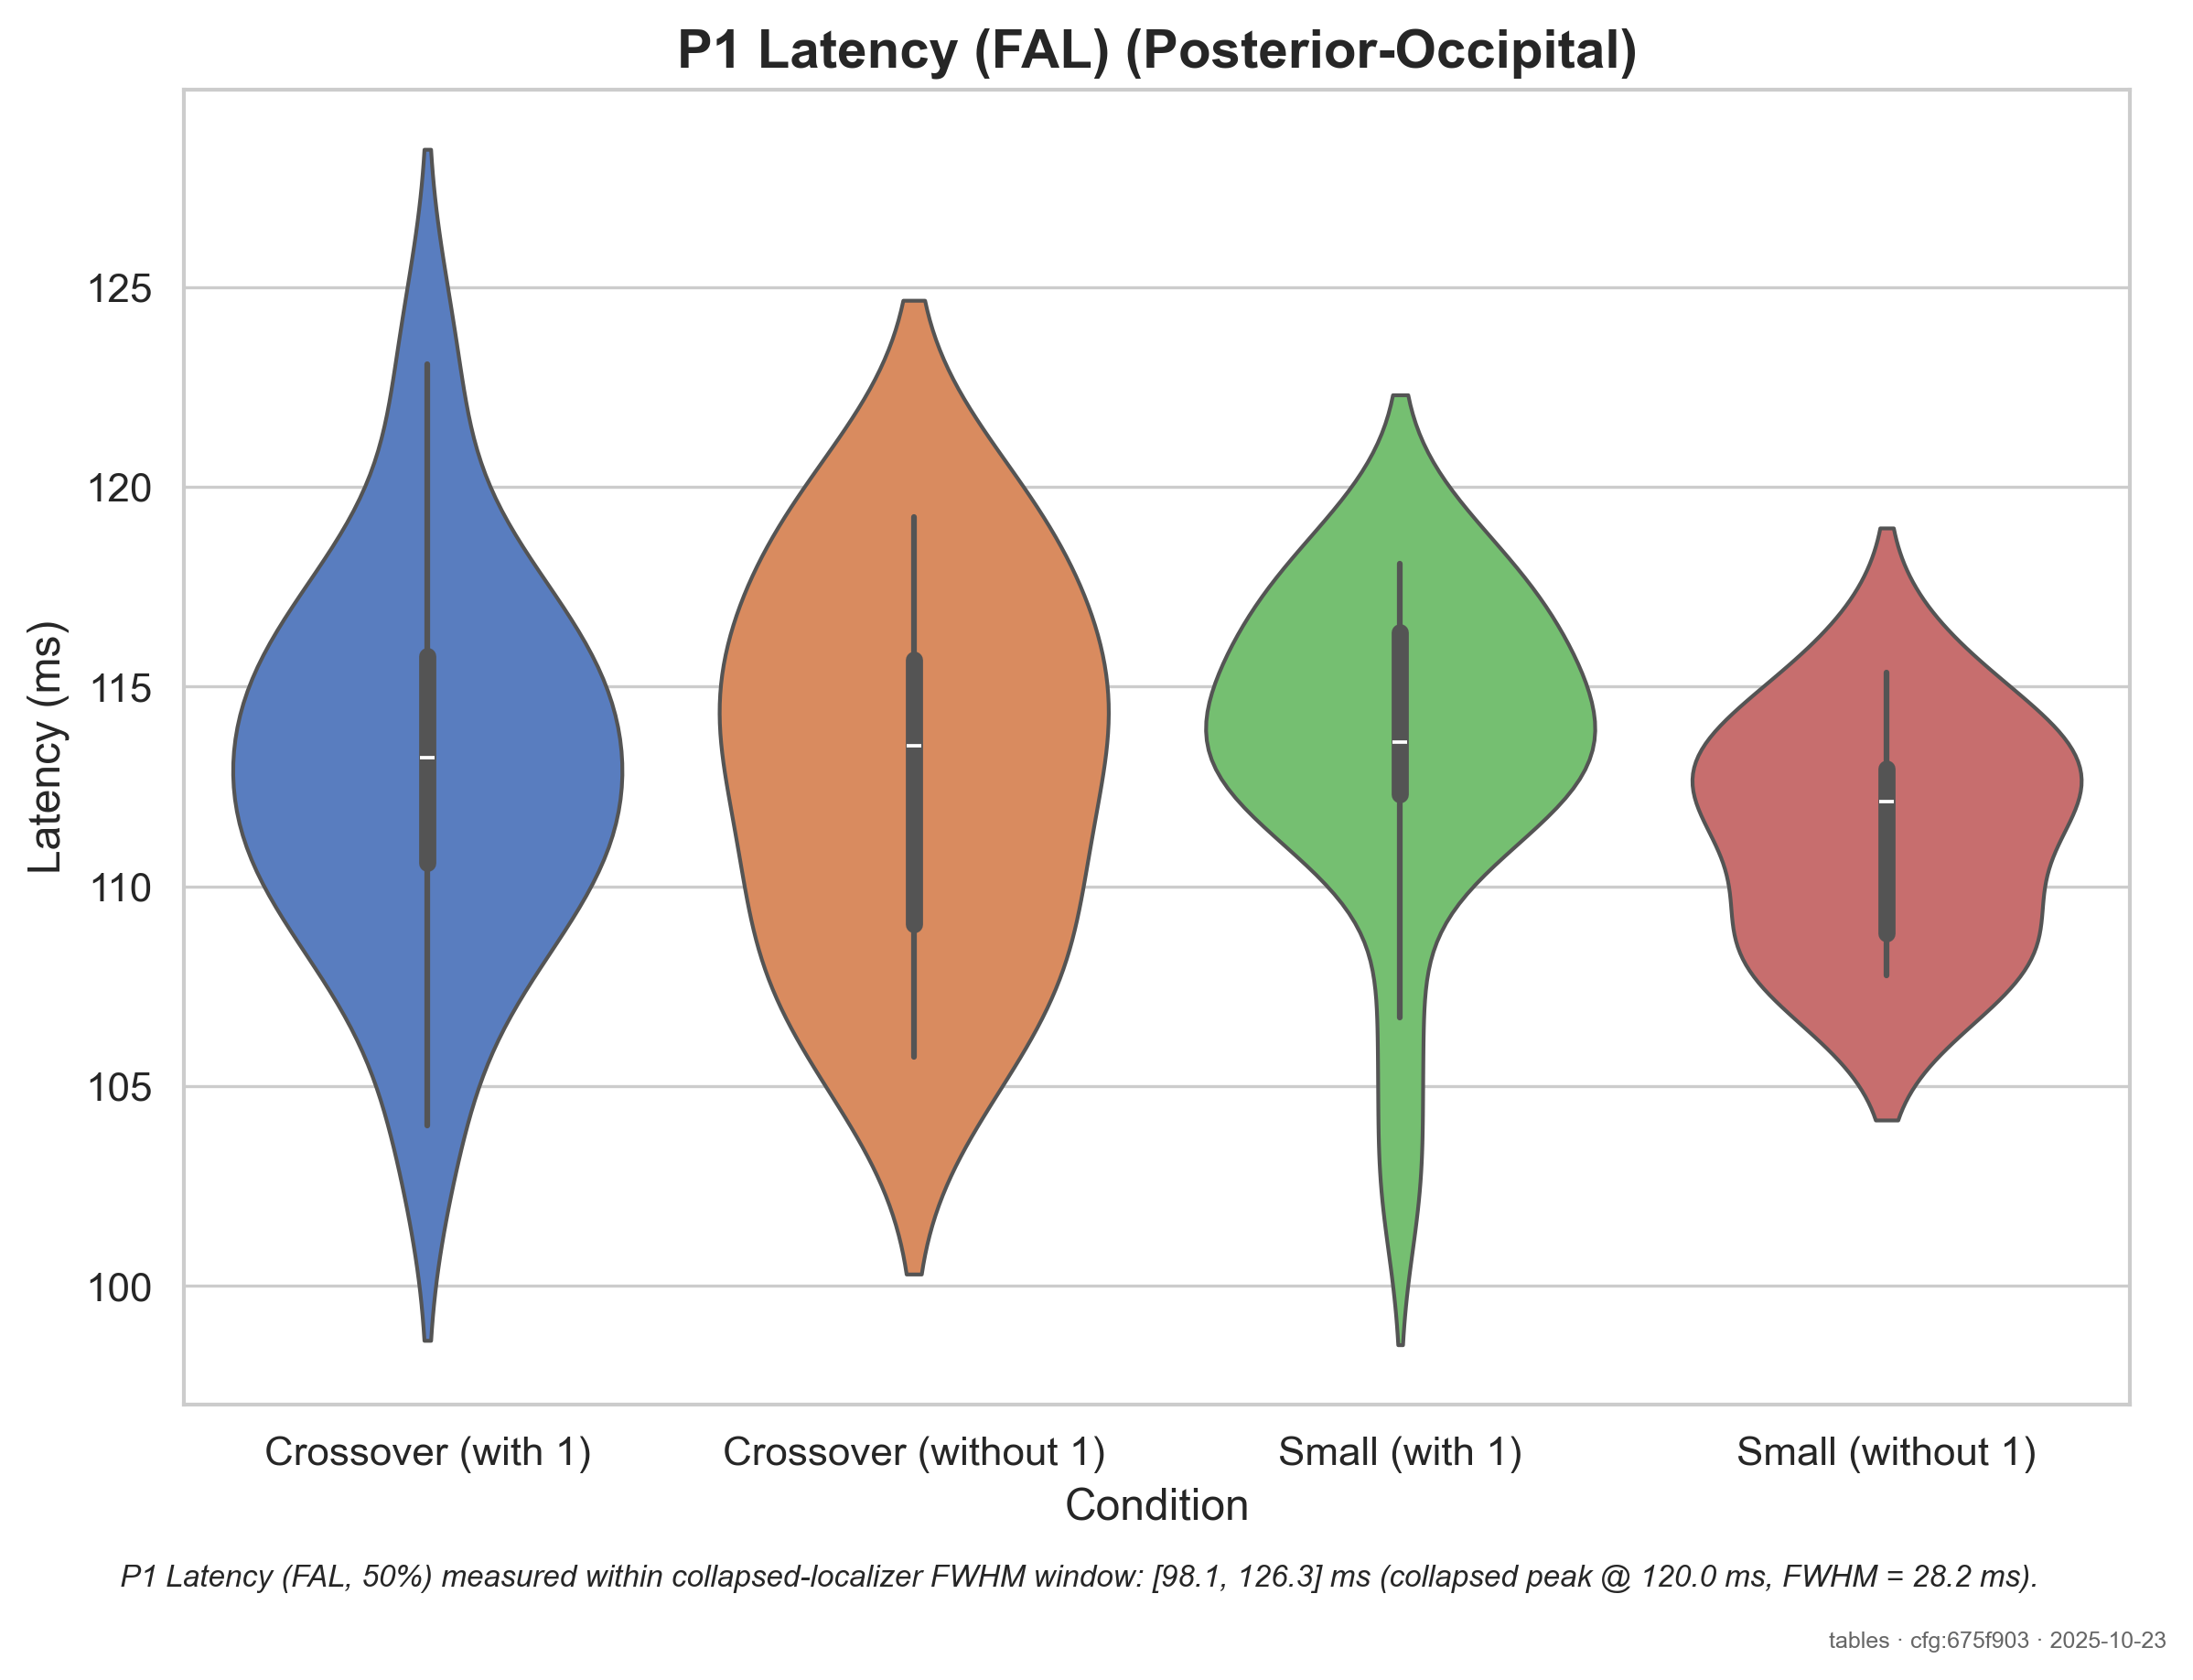 P1 Latency (FAL) (Posterior-Occipital)
Latency (ms)
125
120
115
110
105
100
Crossover (with 1)
Crossover (without 1)
Small (with 1)
Small (without 1)
Condition
P1 Latency (FAL, 50%) measured within collapsed-localizer FWHM window: [98.1, 126.3] ms (collapsed peak @ 120.0 ms, FWHM = 28.2 ms).
tables · cfg:675f903 · 2025-10-23